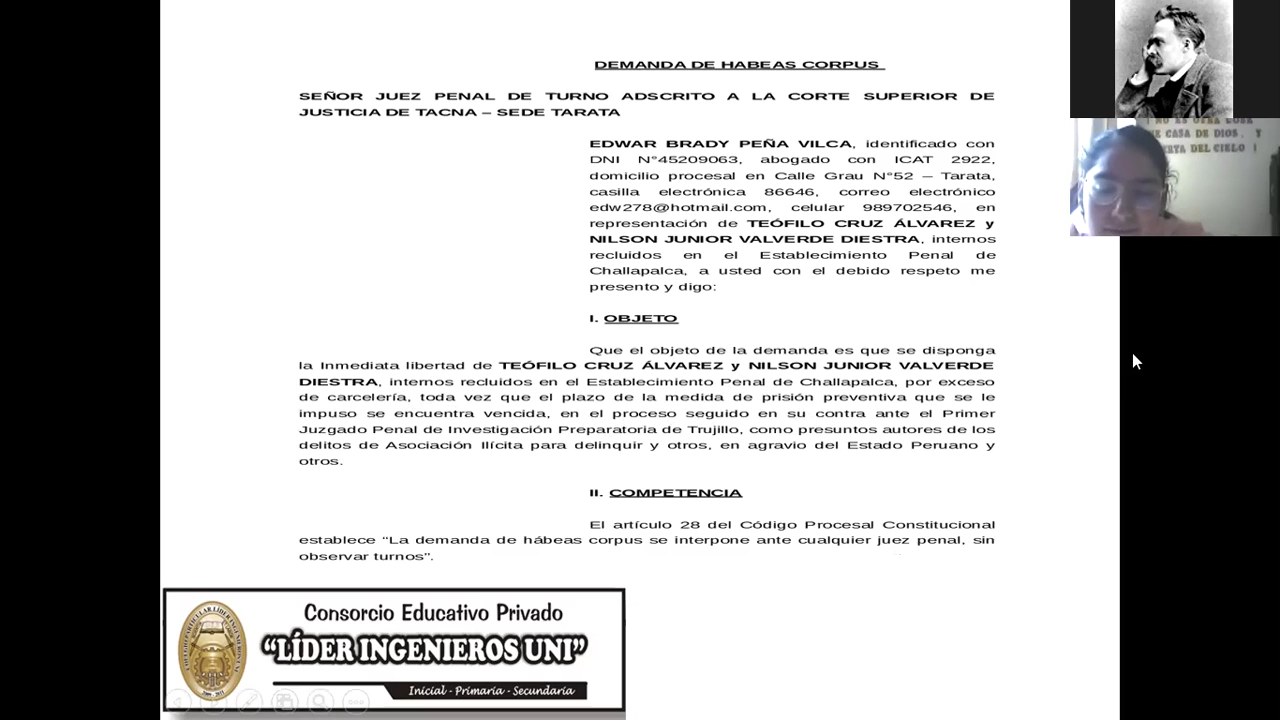 DEMANDA DE HABEAS CORPUS
SEÑOR JUEZ PENAL DE TURNO ADSCRITO A LA CORTE SUPERIOR DE
JUSTICIA DE TACNA – SEDE TARATA
EDWAR BRADY PEÑA VILCA, identificado con
DNI N°45209063, abogado con ICAT 2922,
domicilio procesal en Calle Grau N°52 – Tarata,
casilla electrónica 86646, correo electrónico
edw278@hotmail.com, celular 989702546, en
representación de TEÓFILO CRUZ ÁLVAREZ y
NILSON JUNIOR VALVERDE DIESTRA, internos
recluidos en el Establecimiento Penal de
Challapalca, a usted con el debido respeto me
presento y digo:
I. OBJETO
Que el objeto de la demanda es que se disponga
la Inmediata libertad de TEÓFILO CRUZ ÁLVAREZ y NILSON JUNIOR VALVERDE
DIESTRA, internos recluidos en el Establecimiento Penal de Challapalca, por exceso
de carcelería, toda vez que el plazo de la medida de prisión preventiva que se le
impuso se encuentra vencida, en el proceso seguido en su contra ante el Primer
Juzgado Penal de Investigación Preparatoria de Trujillo, como presuntos autores de los
delitos de Asociación Ilícita para delinquir y otros, en agravio del Estado Peruano y
otros.
II. COMPETENCIA
El artículo 28 del Código Procesal Constitucional
establece “La demanda de hábeas corpus se interpone ante cualquier juez penal, sin
observar turnos”.
Consorcio Educativo Privado
“LÍDER INGENIEROS UNI”
Inicial - Primaria - Secundaria
CASA DE DIOS, Y
DEL CIELO